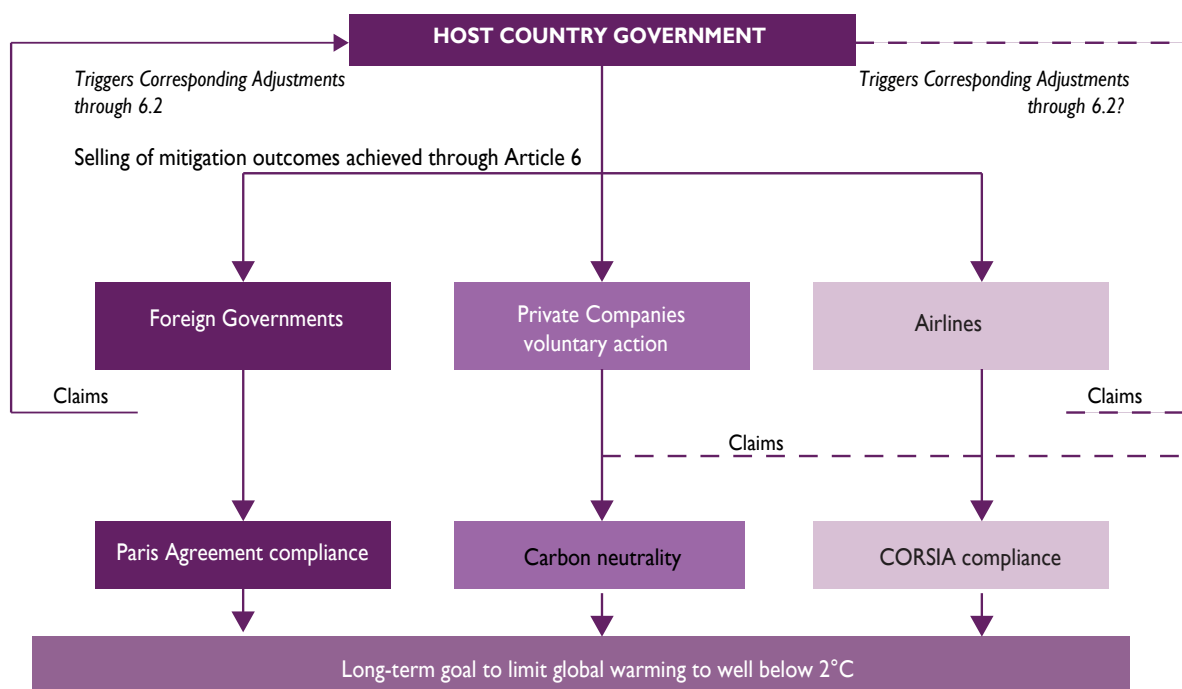 HOST COUNTRY GOVERNMENT
Triggers Corresponding Adjustments
through 6.2
Triggers Corresponding Adjustments
through 6.2?
Selling of mitigation outcomes achieved through Article 6
Foreign Governments
Private Companies
voluntary action
Airlines
Claims
Claims
Claims
Paris Agreement compliance
Carbon neutrality
CORSIA compliance
Long-term goal to limit global warming to well below 2°C